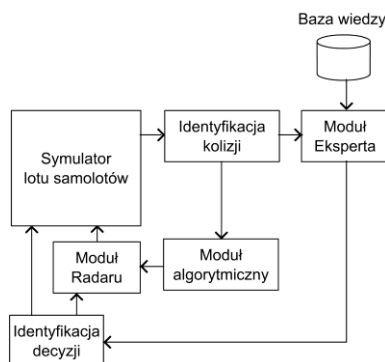 Baza wiedzy
Symulator
lotu samolotów
Identyfikacja
kolizji
Moduł
Eksperta
Moduł
Radaru
Moduł
algorytmiczny
Identyfikacja
decyzji